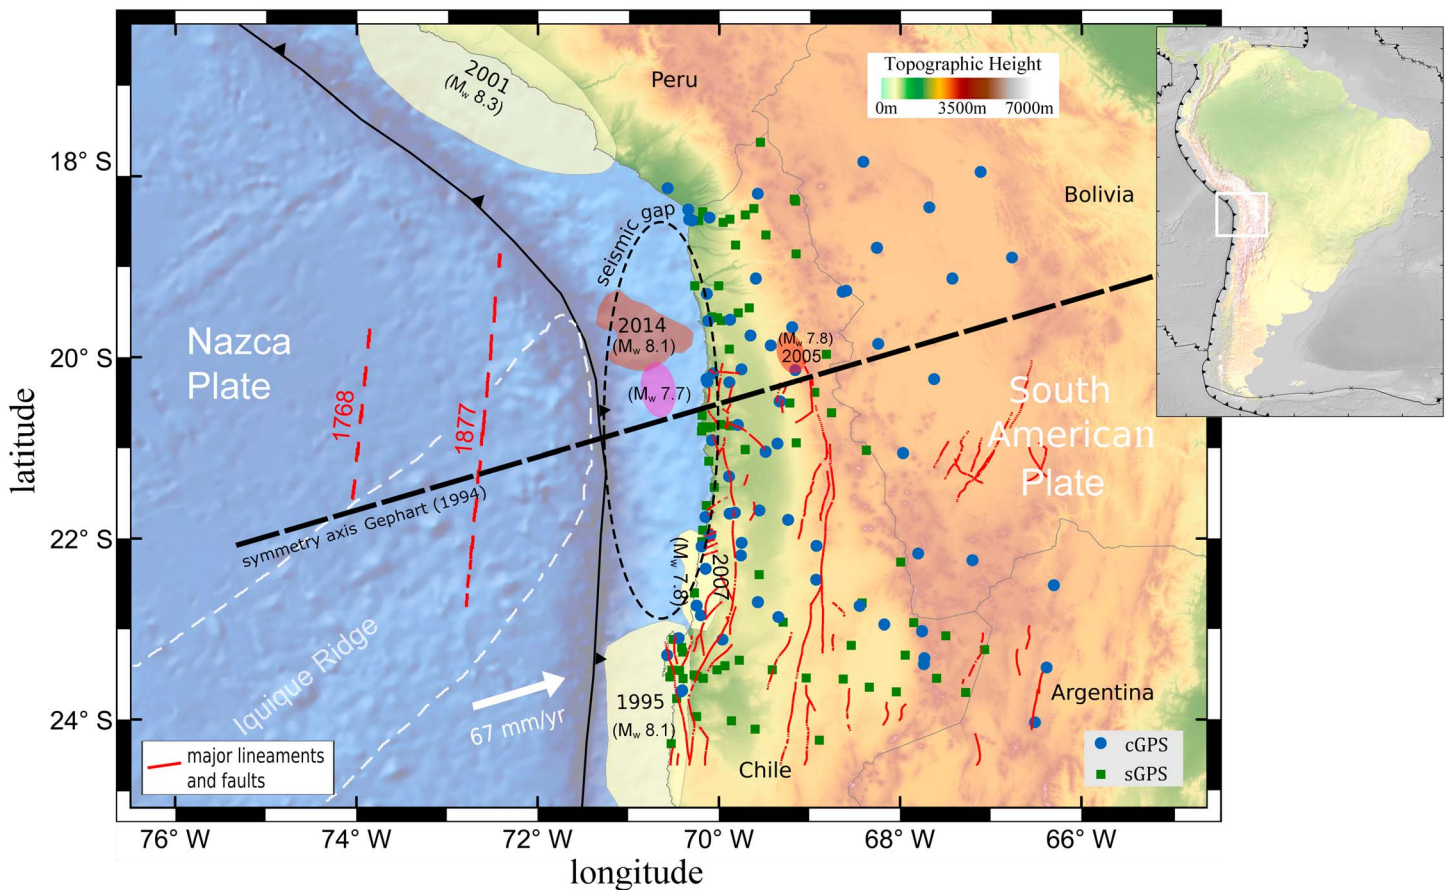 2001
(Mw 8.3)
Peru
Topographic Height
0m 3500m 7000m
Bolivia
18° S
20° S
22° S
24° S
latitude
seismic gap
Nazca
Plate
1768
1877
2014
(Mw 8.1)
(Mw 7.7)
(Mw 7.8)
2005
South
American
Plate
symmetry axis Gephart (1994)
2007
(Mw 7.8)
Iquique Ridge
67 mm/yr
1995
(Mw 8.1)
Chile
Argentina
major lineaments
and faults
cGPS
sGPS
76° W 74° W 72° W 70° W 68° W 66° W
longitude